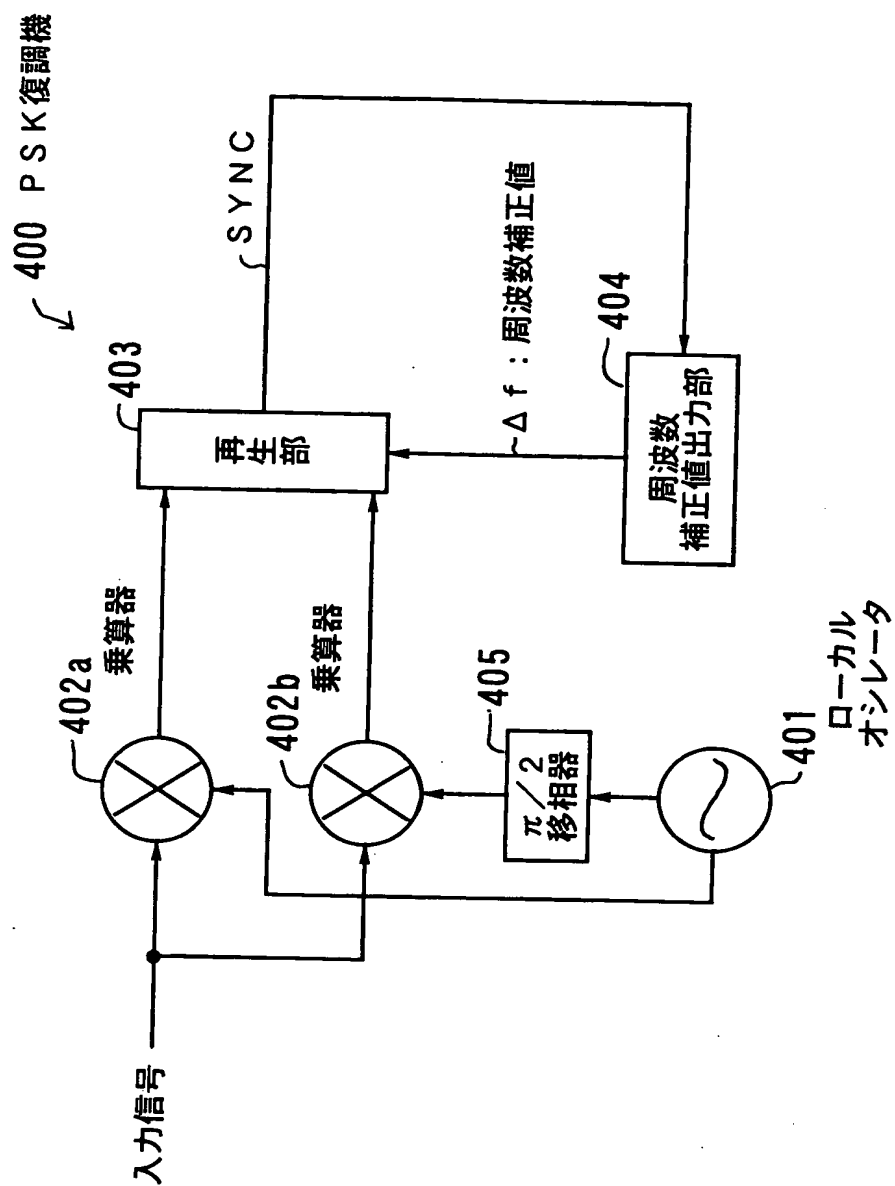 400 PSK復調機
SYNC
403
再生部
Δf:周波数補正値
404
周波数
補正値出力部
402a
乗算器
402b
乗算器
405
π/2
移相器
401
ローカル
オシレータ
入力信号